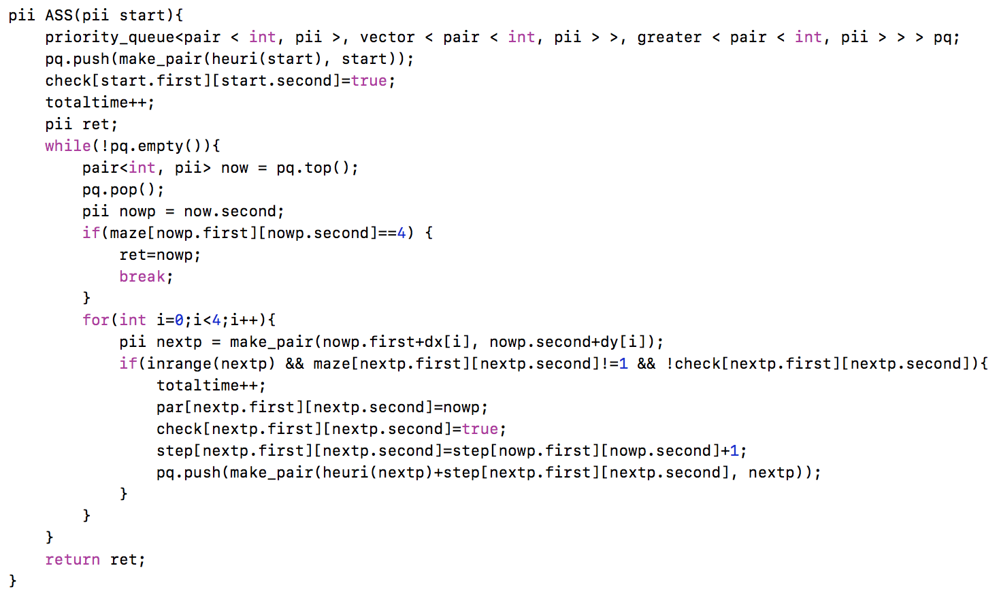 pii ASS(pii start){
    priority_queue<pair < int, pii >, vector < pair < int, pii > >, greater < pair < int, pii > > > pq;
    pq.push(make_pair(heuri(start), start));
    check[start.first][start.second]=true;
    totaltime++;
    pii ret;
    while(!pq.empty()){
        pair<int, pii> now = pq.top();
        pq.pop();
        pii nowp = now.second;
        if(maze[nowp.first][nowp.second]==4) {
            ret=nowp;
            break;
        }
        for(int i=0;i<4;i++){
            pii nextp = make_pair(nowp.first+dx[i], nowp.second+dy[i]);
            if(inrange(nextp) && maze[nextp.first][nextp.second]!=1 && !check[nextp.first][nextp.second]){
                totaltime++;
                par[nextp.first][nextp.second]=nowp;
                check[nextp.first][nextp.second]=true;
                step[nextp.first][nextp.second]=step[nowp.first][nowp.second]+1;
                pq.push(make_pair(heuri(nextp)+step[nextp.first][nextp.second], nextp));
            }
        }
    }
    return ret;
}